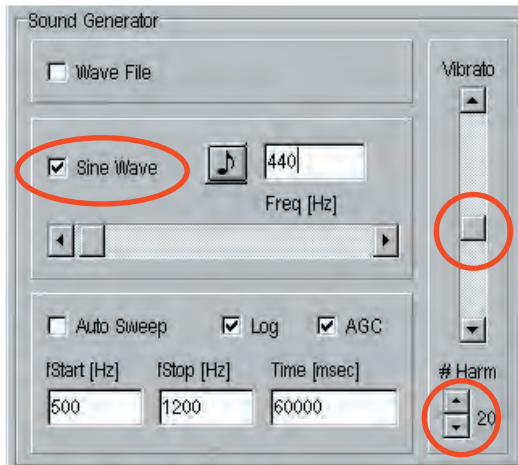 Sound Generator
Wave File
Vibrato
Sine Wave
440
Freq [Hz]
Auto Sweep
Log
AGC
fStart [Hz]
fStop [Hz]
Time [msec]
# Harm
500
1200
60000
20